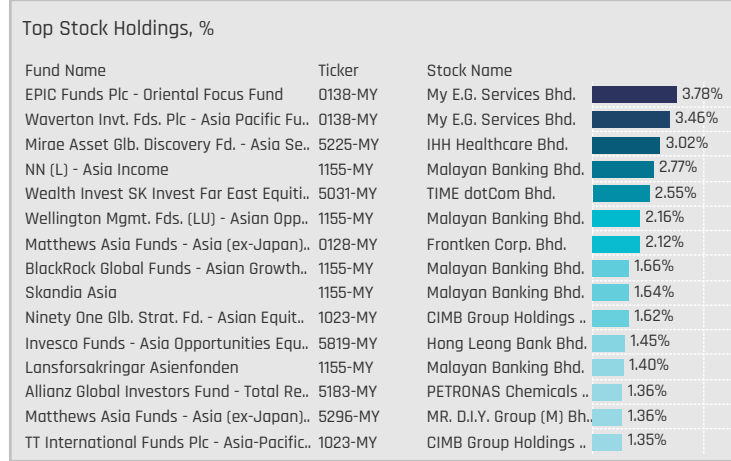 Top Stock Holdings, %
Fund Name Ticker Stock Name
EPIC Funds Plc - Oriental Focus Fund 0138-MY My E.G. Services Bhd. 3.78%
Waverton Invt. Fds. Plc - Asia Pacific Fu.. 0138-MY My E.G. Services Bhd. 3.46%
Mirae Asset Glb. Discovery Fd. - Asia Se.. 5225-MY IHH Healthcare Bhd. 3.02%
NN (L) - Asia Income 1155-MY Malayan Banking Bhd. 2.77%
Wealth Invest SK Invest Far East Equiti.. 5031-MY TIME dotCom Bhd. 2.55%
Wellington Mgmt. Fds. (LU) - Asian Opp.. 1155-MY Malayan Banking Bhd. 2.16%
Matthews Asia Funds - Asia (ex-Japan).. 0128-MY Frontken Corp. Bhd. 2.12%
BlackRock Global Funds - Asian Growth.. 1155-MY Malayan Banking Bhd. 1.66%
Skandia Asia 1155-MY Malayan Banking Bhd. 1.64%
Ninety One Glb. Strat. Fd. - Asian Equit.. 1023-MY CIMB Group Holdings .. 1.62%
Invesco Funds - Asia Opportunities Equ.. 5819-MY Hong Leong Bank Bhd. 1.45%
Lansforsakringar Asienfonden 1155-MY Malayan Banking Bhd. 1.40%
Allianz Global Investors Fund - Total Re.. 5183-MY PETRONAS Chemicals .. 1.36%
Matthews Asia Funds - Asia (ex-Japan).. 5296-MY MR. D.I.Y. Group (M) Bh.. 1.36%
TT International Funds Plc - Asia-Pacific.. 1023-MY CIMB Group Holdings .. 1.35%